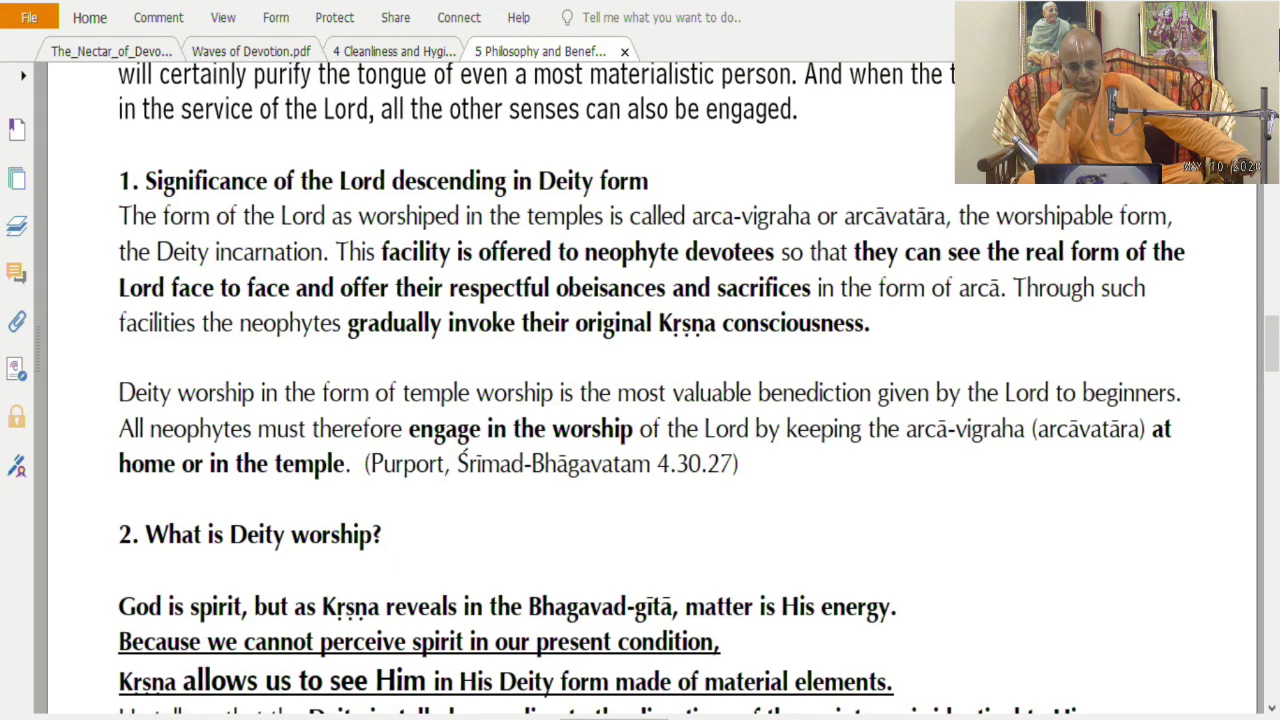 File Home Comment View Form Protect Share Connect Help Tell me what you want to do..
The_Nectar_of_Devo... Waves of Devotion.pdf 4 Cleanliness and Hygi... 5 Philosophy and Benef...
will certainly purify the tongue of even a most materialistic person. And when the
in the service of the Lord, all the other senses can also be engaged.
MAY 10 2020
1. Significance of the Lord descending in Deity form
The form of the Lord as worshiped in the temples is called arca-vigraha or arcāvatāra, the worshipable form,
the Deity incarnation. This facility is offered to neophyte devotees so that they can see the real form of the
Lord face to face and offer their respectful obeisances and sacrifices in the form of arcā. Through such
facilities the neophytes gradually invoke their original Kṛṣṇa consciousness.
Deity worship in the form of temple worship is the most valuable benediction given by the Lord to beginners.
All neophytes must therefore engage in the worship of the Lord by keeping the arcā-vigraha (arcāvatāra) at
home or in the temple. (Purport, Śrīmad-Bhāgavatam 4.30.27)
2. What is Deity worship?
God is spirit, but as Kṛṣṇa reveals in the Bhagavad-gītā, matter is His energy.
Because we cannot perceive spirit in our present condition,
Kṛṣṇa allows us to see Him in His Deity form made of material elements.